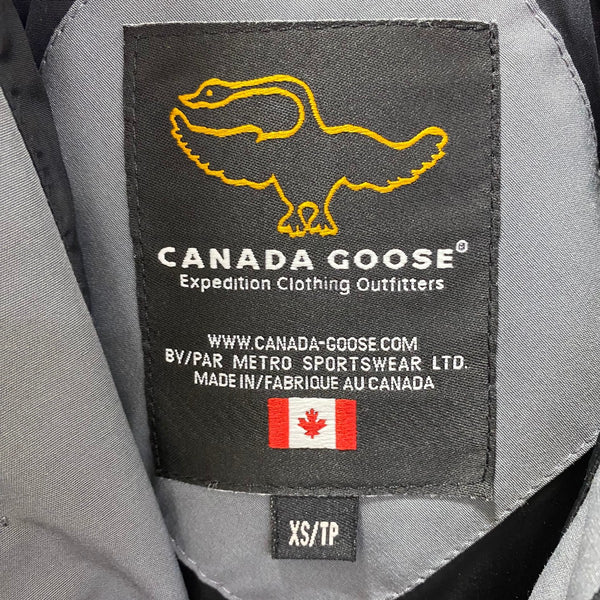 CANADA GOOSE®
Expedition Clothing Outfitters
WWW.CANADA-GOOSE.COM
BY/PAR METRO SPORTSWEAR LTD.
MADE IN/FABRIQUE AU CANADA
XS/TP